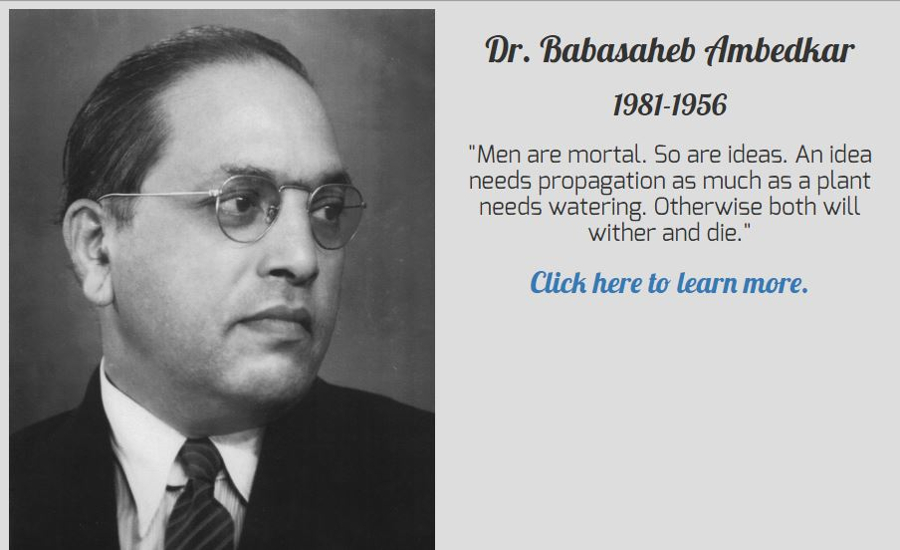 Dr. Babasaheb Ambedkar
1981-1956
"Men are mortal. So are ideas. An idea
needs propagation as much as a plant
needs watering. Otherwise both will
wither and die."
Click here to learn more.